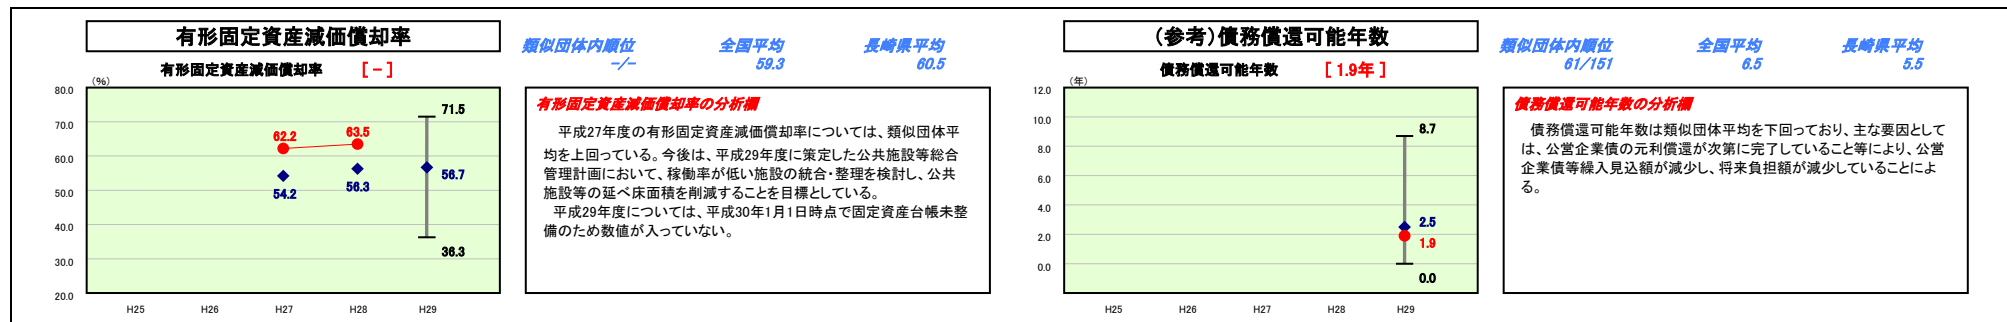 有形固定資産減価償却率
類似団体内順位 全国平均 長崎県平均
-/- 59.3 60.5
有形固定資産減価償却率 [ - ]
(%)
80.0
70.0
60.0
50.0
40.0
30.0
20.0
62.2
63.5
54.2
56.3
71.5
56.7
36.3
H25 H26 H27 H28 H29
有形固定資産減価償却率の分析欄
平成27年度の有形固定資産減価償却率については、類似団体平
均を上回っている。今後は、平成29年度に策定した公共施設等総合
管理計画において、稼働率が低い施設の統合・整理を検討し、公共
施設等の延べ床面積を削減することを目標としている。
平成29年度については、平成30年1月1日時点で固定資産台帳未整
備のため数値が入っていない。
(参考)債務償還可能年数
類似団体内順位 全国平均 長崎県平均
61/151 6.5 5.5
債務償還可能年数 [ 1.9年 ]
(年)
12.0
10.0
8.0
6.0
4.0
2.0
0.0
8.7
2.5
1.9
0.0
H25 H26 H27 H28 H29
債務償還可能年数の分析欄
債務償還可能年数は類似団体平均を下回っており、主な要因として
は、公営企業債の元利償還が次第に完了していること等により、公営
企業債等繰入見込額が減少し、将来負担額が減少していることによ
る。